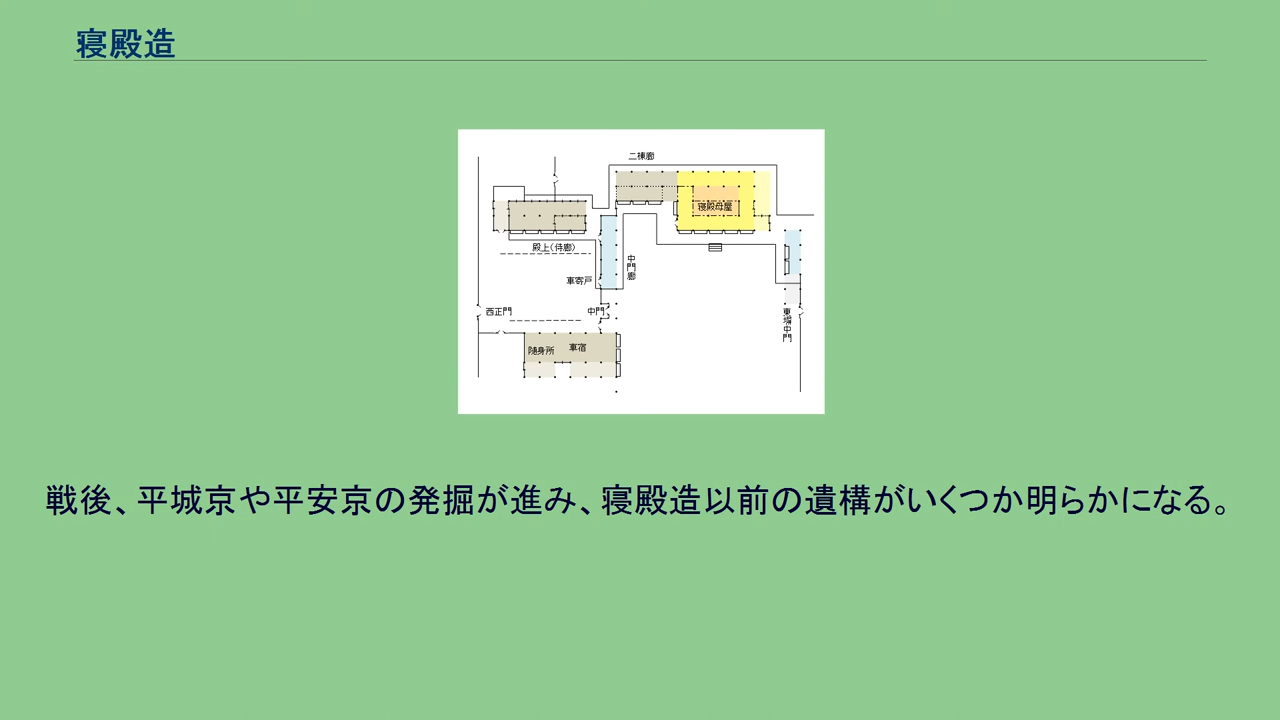 寝殿造
二棟廊
寝殿母屋
殿上(侍廊)
中門廊
車寄戸
西正門
中門
東端中門
随身所
車宿
戦後、平城京や平安京の発掘が進み、寝殿造以前の遺構がいくつか明らかになる。